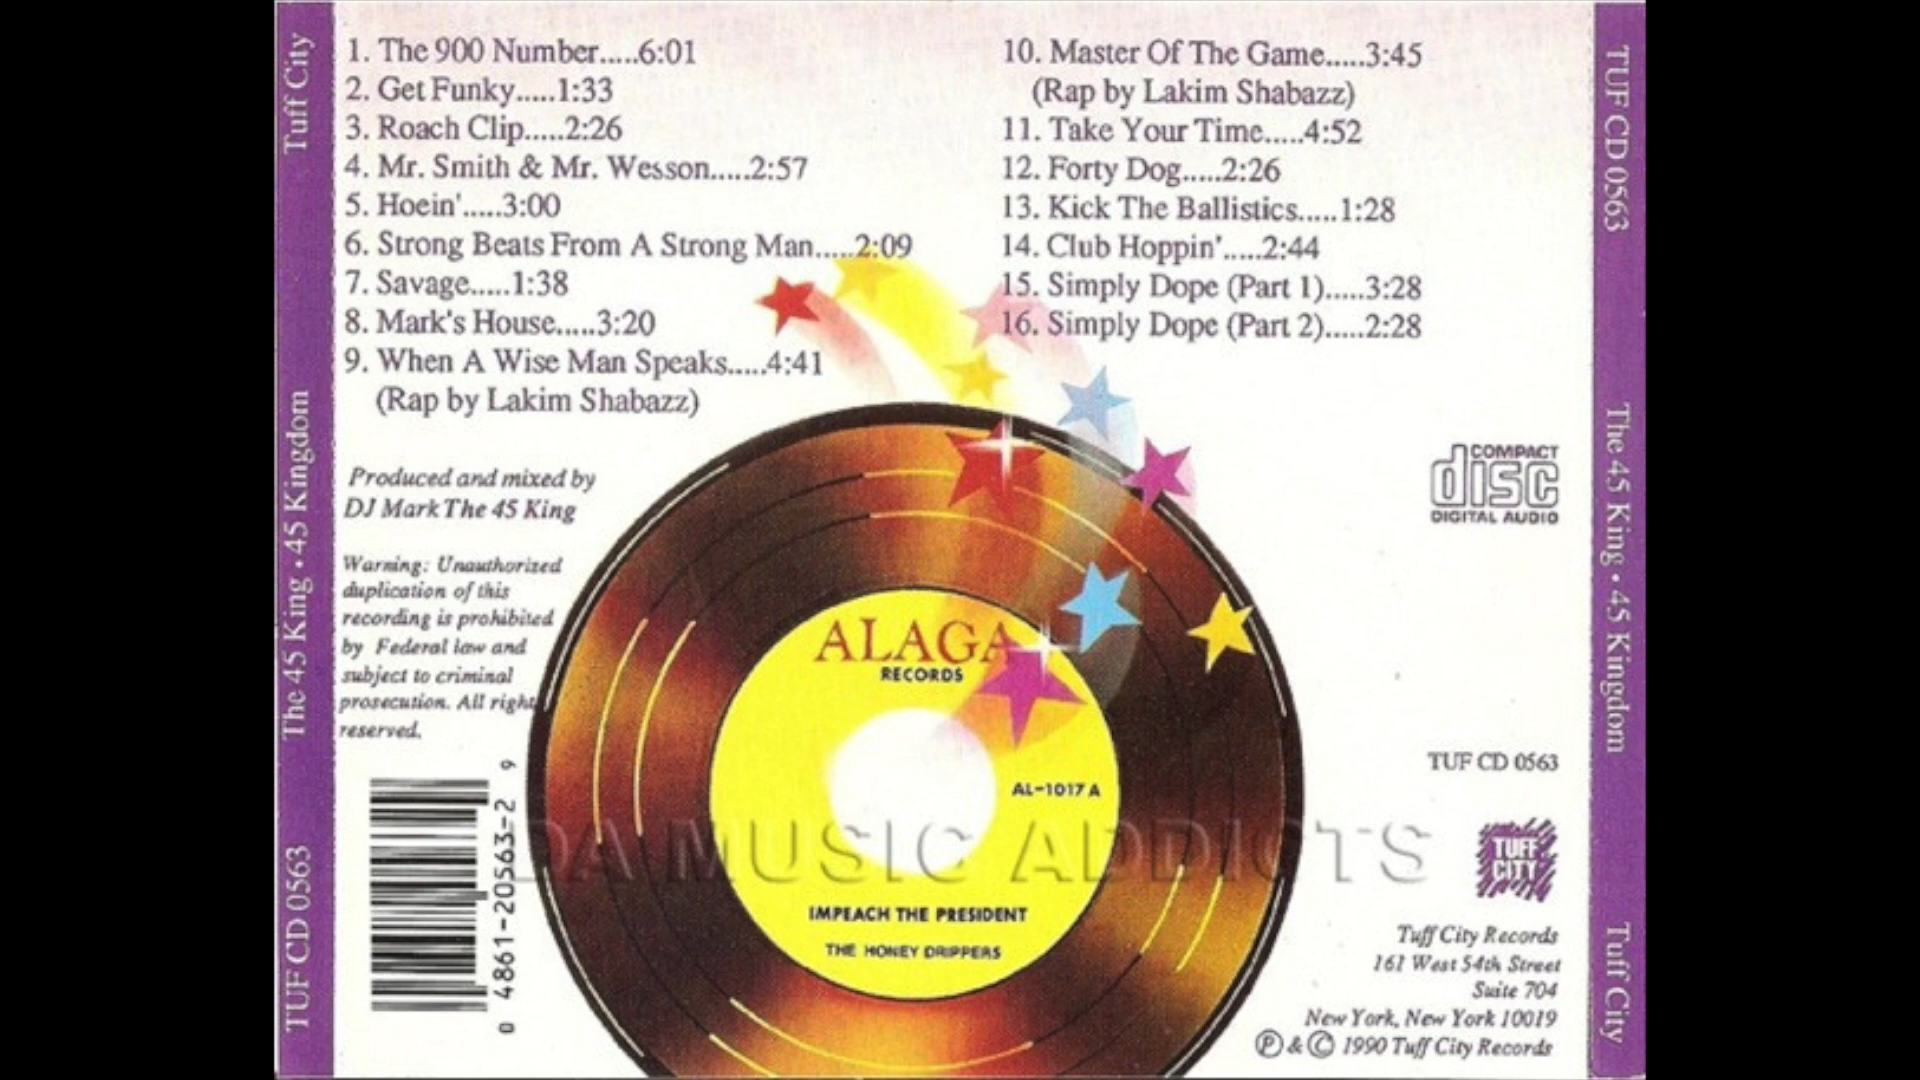 Tuff City
The 45 King • 45 Kingdom
TUF CD 0563
1. The 900 Number.....6:01
2. Get Funky.....1:33
3. Roach Clip.....2:26
4. Mr. Smith & Mr. Wesson.....2:57
5. Hoein'.....3:00
6. Strong Beats From A Strong Man.....2:09
7. Savage.....1:38
8. Mark's House.....3:20
9. When A Wise Man Speaks.....4:41
(Rap by Lakim Shabazz)
10. Master Of The Game.....3:45
(Rap by Lakim Shabazz)
11. Take Your Time.....4:52
12. Forty Dog.....2:26
13. Kick The Ballistics.....1:28
14. Club Hoppin'.....2:44
15. Simply Dope (Part 1).....3:28
16. Simply Dope (Part 2).....2:28
Produced and mixed by
DJ Mark The 45 King
Warning: Unauthorized
duplication of this
recording is prohibited
by Federal law and
subject to criminal
prosecution. All right
reserved.
0 4861-20563-2 9
ALAGA
RECORDS
AL-1017 A
IMPEACH THE PRESIDENT
THE HONEY DRIPPERS
DA MUSIC ADDICTS
COMPACT
disc
DIGITAL AUDIO
TUF CD 0563
TUFF
CITY
Tuff City Records
161 West 54th Street
Suite 704
New York, New York 10019
Ⓟ & © 1990 Tuff City Records
TUF CD 0563
The 45 King • 45 Kingdom
Tuff City